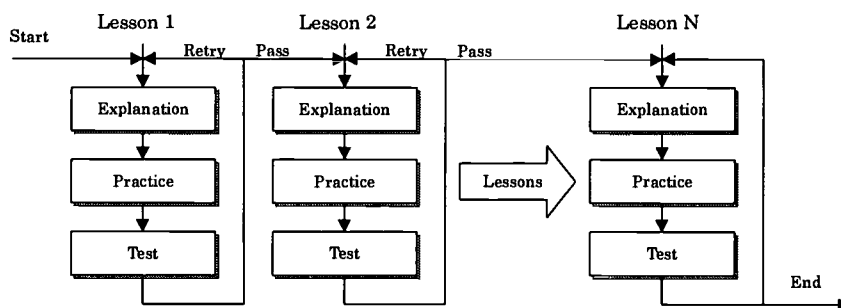 Lesson 1
Lesson 2
Lesson N
Start
Retry
Pass
Retry
Pass
Explanation
Explanation
Explanation
Practice
Practice
Lessons
Practice
Test
Test
Test
End